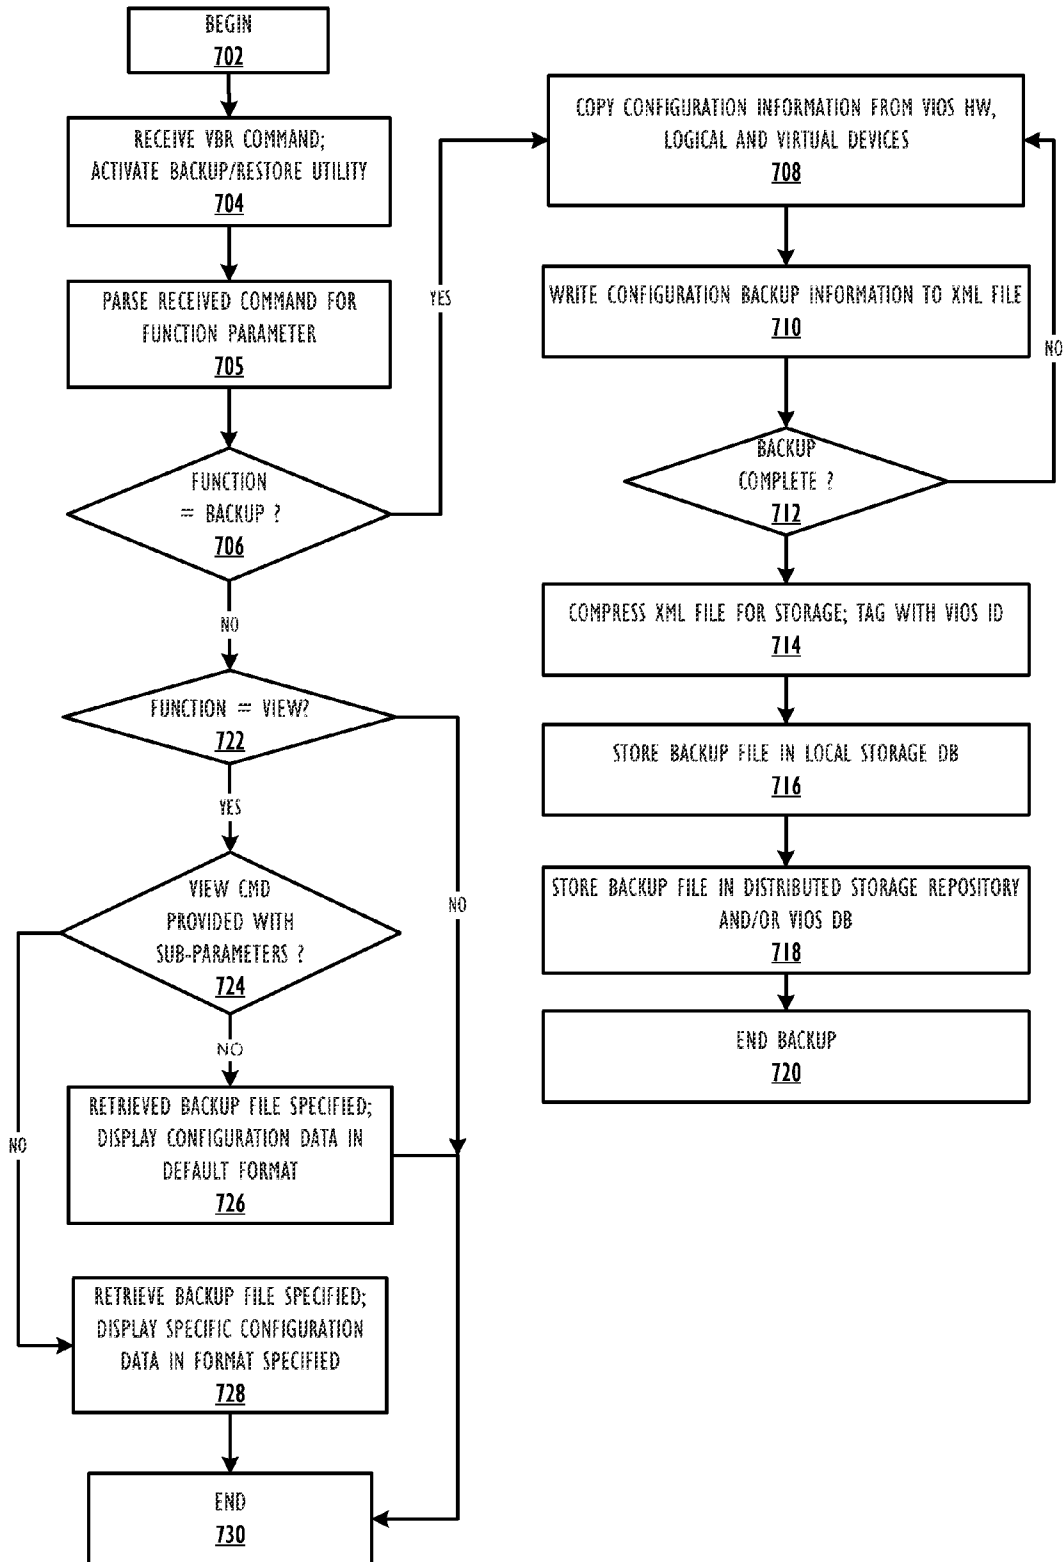 BEGIN
702
RECEIVE VBR COMMAND;
ACTIVATE BACKUP/RESTORE UTILITY
704
PARSE RECEIVED COMMAND FOR
FUNCTION PARAMETER
705
FUNCTION
= BACKUP ?
706
YES
NO
FUNCTION = VIEW?
722
YES
NO
VIEW CMD
PROVIDED WITH
SUB-PARAMETERS ?
724
NO
NO
RETRIEVED BACKUP FILE SPECIFIED;
DISPLAY CONFIGURATION DATA IN
DEFAULT FORMAT
726
RETRIEVE BACKUP FILE SPECIFIED;
DISPLAY SPECIFIC CONFIGURATION
DATA IN FORMAT SPECIFIED
728
END
730
COPY CONFIGURATION INFORMATION FROM VIOS HW,
LOGICAL AND VIRTUAL DEVICES
708
WRITE CONFIGURATION BACKUP INFORMATION TO XML FILE
710
NO
BACKUP
COMPLETE ?
712
COMPRESS XML FILE FOR STORAGE; TAG WITH VIOS ID
714
STORE BACKUP FILE IN LOCAL STORAGE DB
716
STORE BACKUP FILE IN DISTRIBUTED STORAGE REPOSITORY
AND/OR VIOS DB
718
END BACKUP
720